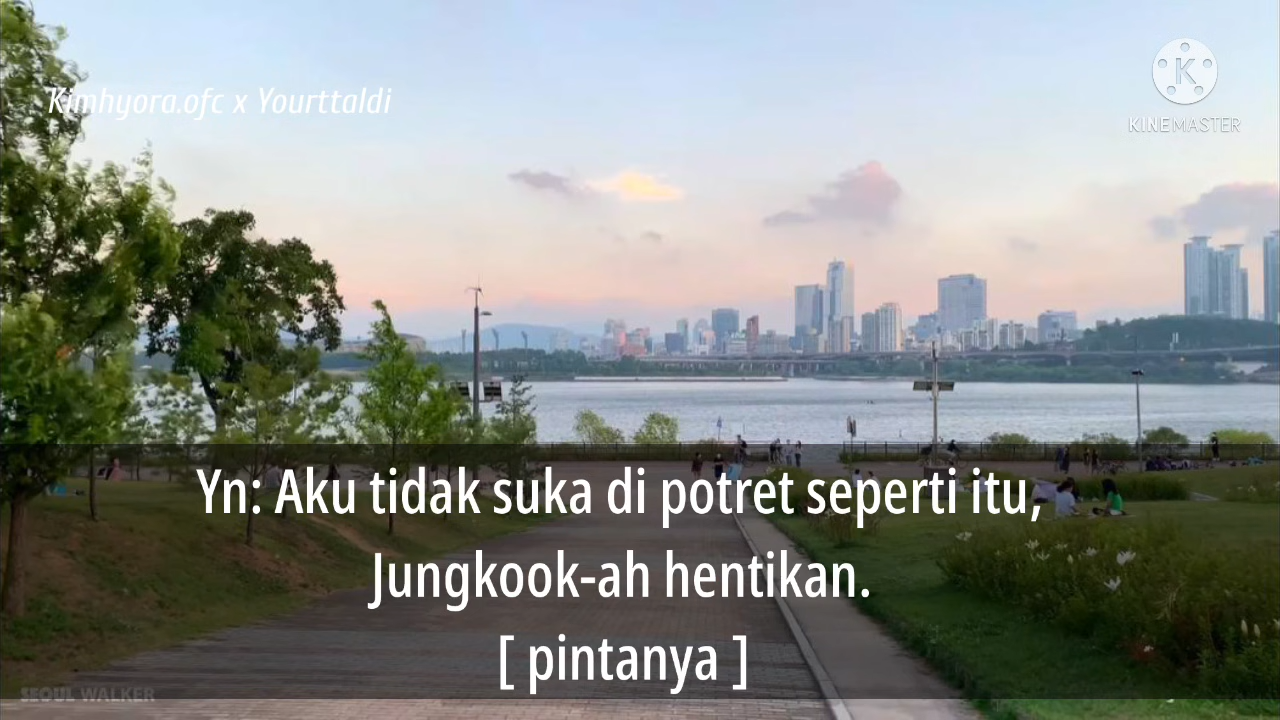 Kimhyora.ofc x Yourttaldi
K
KINEMASTER
Yn: Aku tidak suka di potret seperti itu,
Jungkook-ah hentikan.
[ pintanya ]
SEOUL WALKER